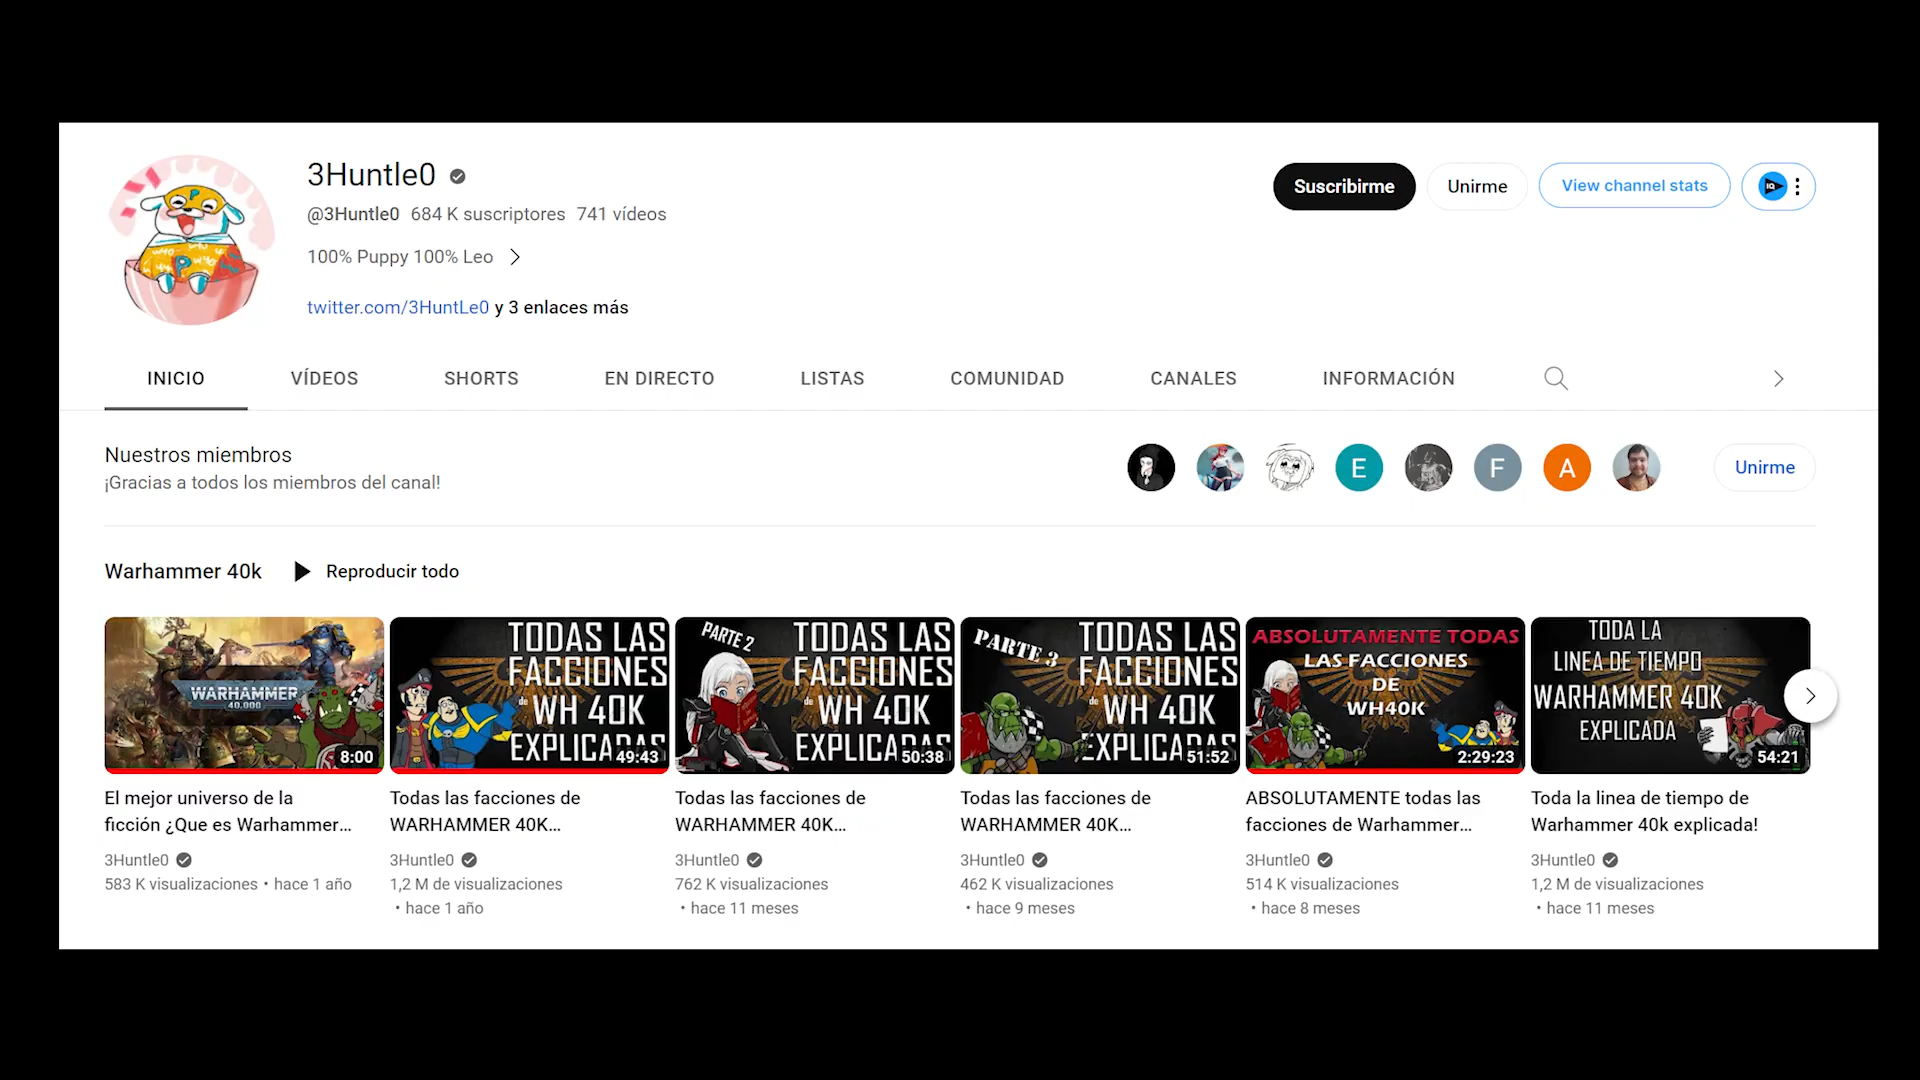 3Huntle0
@3Huntle0 684 K suscriptores 741 vídeos
100% Puppy 100% Leo
twitter.com/3HuntLe0 y 3 enlaces más
Suscribirme
Unirme
View channel stats
IQ
INICIO
VÍDEOS
SHORTS
EN DIRECTO
LISTAS
COMUNIDAD
CANALES
INFORMACIÓN
Nuestros miembros
¡Gracias a todos los miembros del canal!
E
F
A
Unirme
Warhammer 40k
Reproducir todo
WARHAMMER
40,000
8:00
El mejor universo de la
ficción ¿Que es Warhammer...
3Huntle0
583 K visualizaciones • hace 1 año
TODAS LAS
FACCIONES
de WH 40K
EXPLICADAS
49:43
Todas las facciones de
WARHAMMER 40K...
3Huntle0
1,2 M de visualizaciones
• hace 1 año
PARTE 2
TODAS LAS
FACCIONES
de WH 40K
EXPLICADAS
50:38
Todas las facciones de
WARHAMMER 40K...
3Huntle0
762 K visualizaciones
• hace 11 meses
PARTE 3
TODAS LAS
FACCIONES
de WH 40K
EXPLICADAS
51:52
Todas las facciones de
WARHAMMER 40K...
3Huntle0
462 K visualizaciones
• hace 9 meses
ABSOLUTAMENTE TODAS
LAS FACCIONES
DE
WH40K
2:29:23
ABSOLUTAMENTE todas las
facciones de Warhammer...
3Huntle0
514 K visualizaciones
• hace 8 meses
TODA LA
LINEA DE TIEMPO
WARHAMMER 40K
EXPLICADA
54:21
Toda la linea de tiempo de
Warhammer 40k explicada!
3Huntle0
1,2 M de visualizaciones
• hace 11 meses